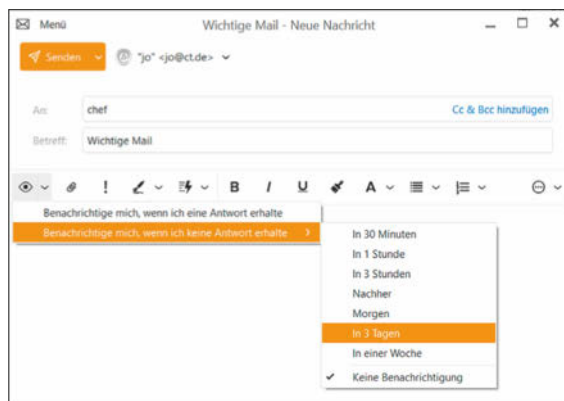 Menü Wichtige Mail - Neue Nachricht
Senden "jo" <jo@ct.de>
An: chef Cc & Bcc hinzufügen
Betreff: Wichtige Mail
B I U A
Benachrichtige mich, wenn ich eine Antwort erhalte
Benachrichtige mich, wenn ich keine Antwort erhalte
In 30 Minuten
In 1 Stunde
In 3 Stunden
Nachher
Morgen
In 3 Tagen
In einer Woche
Keine Benachrichtigung